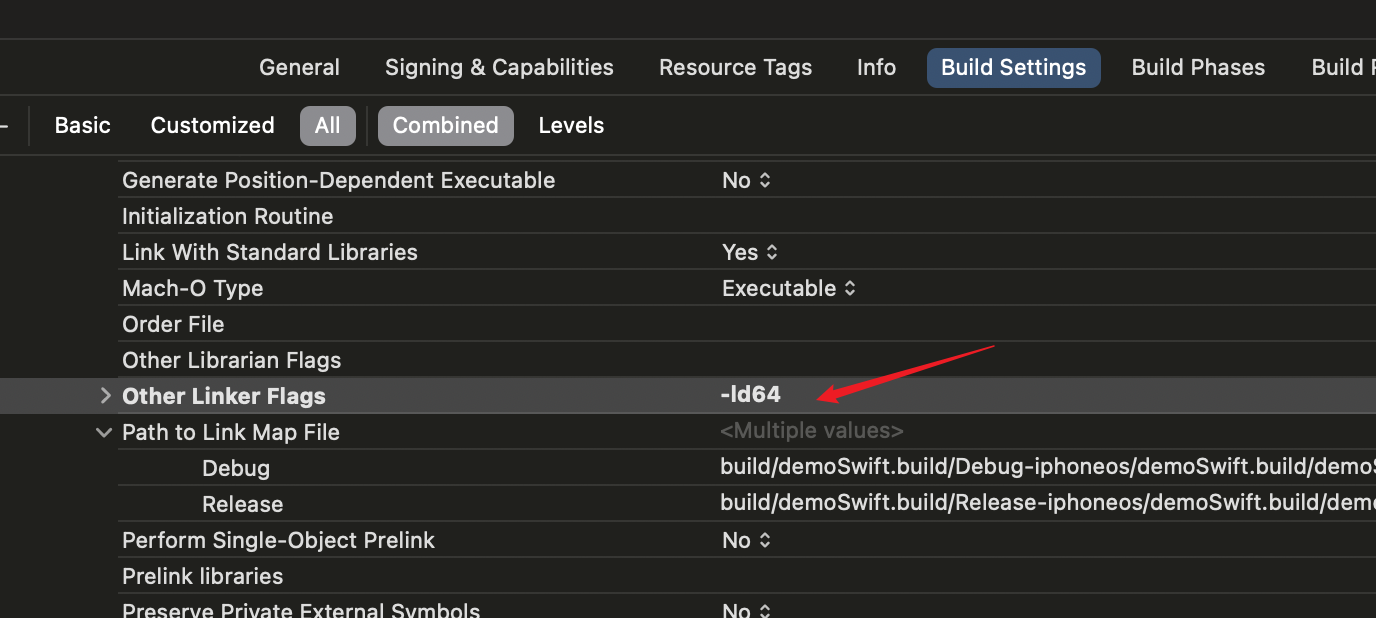 General Signing & Capabilities Resource Tags Info Build Settings Build Phases Build
Basic Customized All Combined Levels
Generate Position-Dependent Executable No
Initialization Routine
Link With Standard Libraries Yes
Mach-O Type Executable
Order File
Other Librarian Flags
Other Linker Flags -ld64
Path to Link Map File <Multiple values>
Debug build/demoSwift.build/Debug-iphoneos/demoSwift.build/demoS
Release build/demoSwift.build/Release-iphoneos/demoSwift.build/dem
Perform Single-Object Prelink No
Prelink libraries
Preserve Private External Symbols No